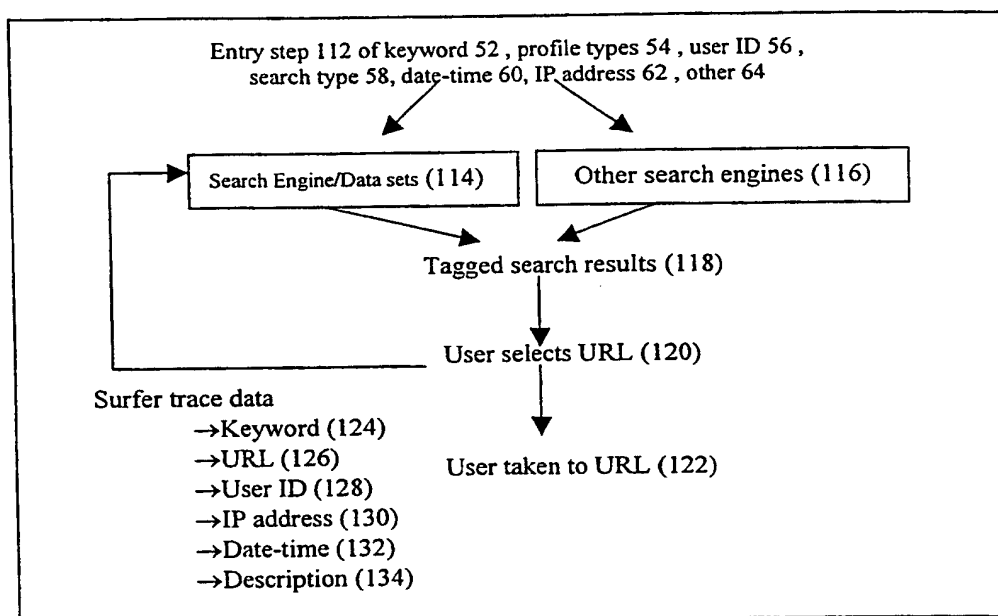 Entry step 112 of keyword 52 , profile types 54 , user ID 56 ,
search type 58, date-time 60, IP address 62 , other 64
Search Engine/Data sets (114)
Other search engines (116)
Tagged search results (118)
User selects URL (120)
Surfer trace data
→Keyword (124)
→URL (126)
→User ID (128)
→IP address (130)
→Date-time (132)
→Description (134)
User taken to URL (122)